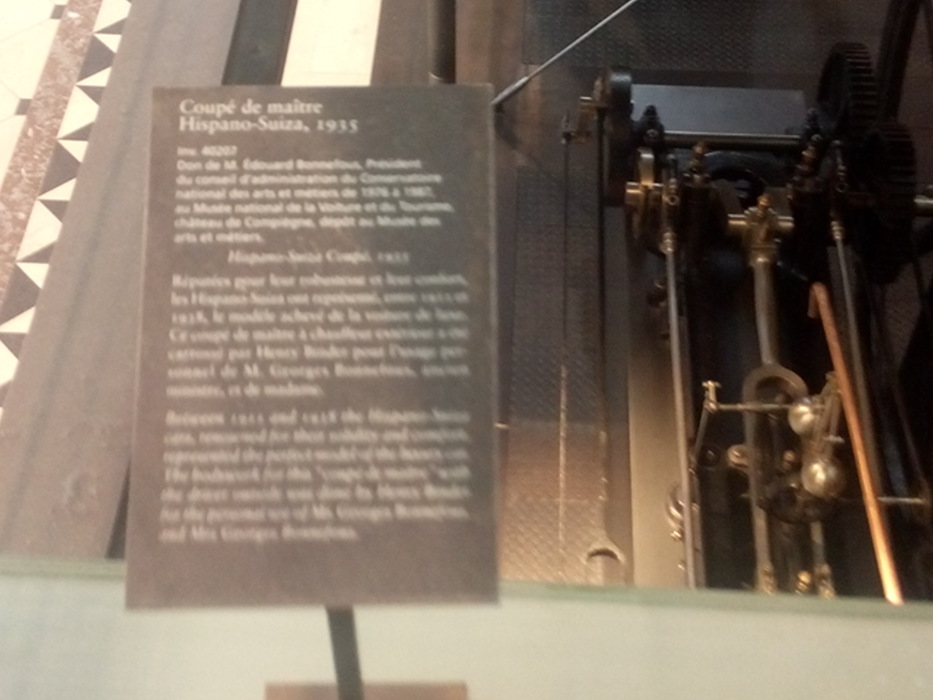 Coupé de maître
Hispano-Suiza, 1935
Inv. 40207
Don de M. Édouard Bonnefous, Président
du conseil d'administration du Conservatoire
national des arts et métiers de 1976 à 1987,
au Musée national de la Voiture et du Tourisme,
château de Compiègne, dépôt au Musée des
arts et métiers.
Hispano-Suiza Coupé, 1935
Réputées pour leur robustesse et leur confort,
les Hispano-Suiza ont représenté, entre et
1938, le modèle achevé de la voiture de luxe.
Ce coupé de maître à chauffeur extérieur a été
carrossé par Henry Binder pour l'usage per-
sonnel de M. Georges Bonnefous, ancien
ministre, et de madame.
Between and 1938 the Hispano-Suiza
cars, renowned for their solidity and comfort,
represented the perfect model of the luxury car.
The bodywork for this "coupé de maître" with
the driver outside was done by Henry Binder
for the personal use of Mr. Georges Bonnefous,
and Mrs Georges Bonnefous.